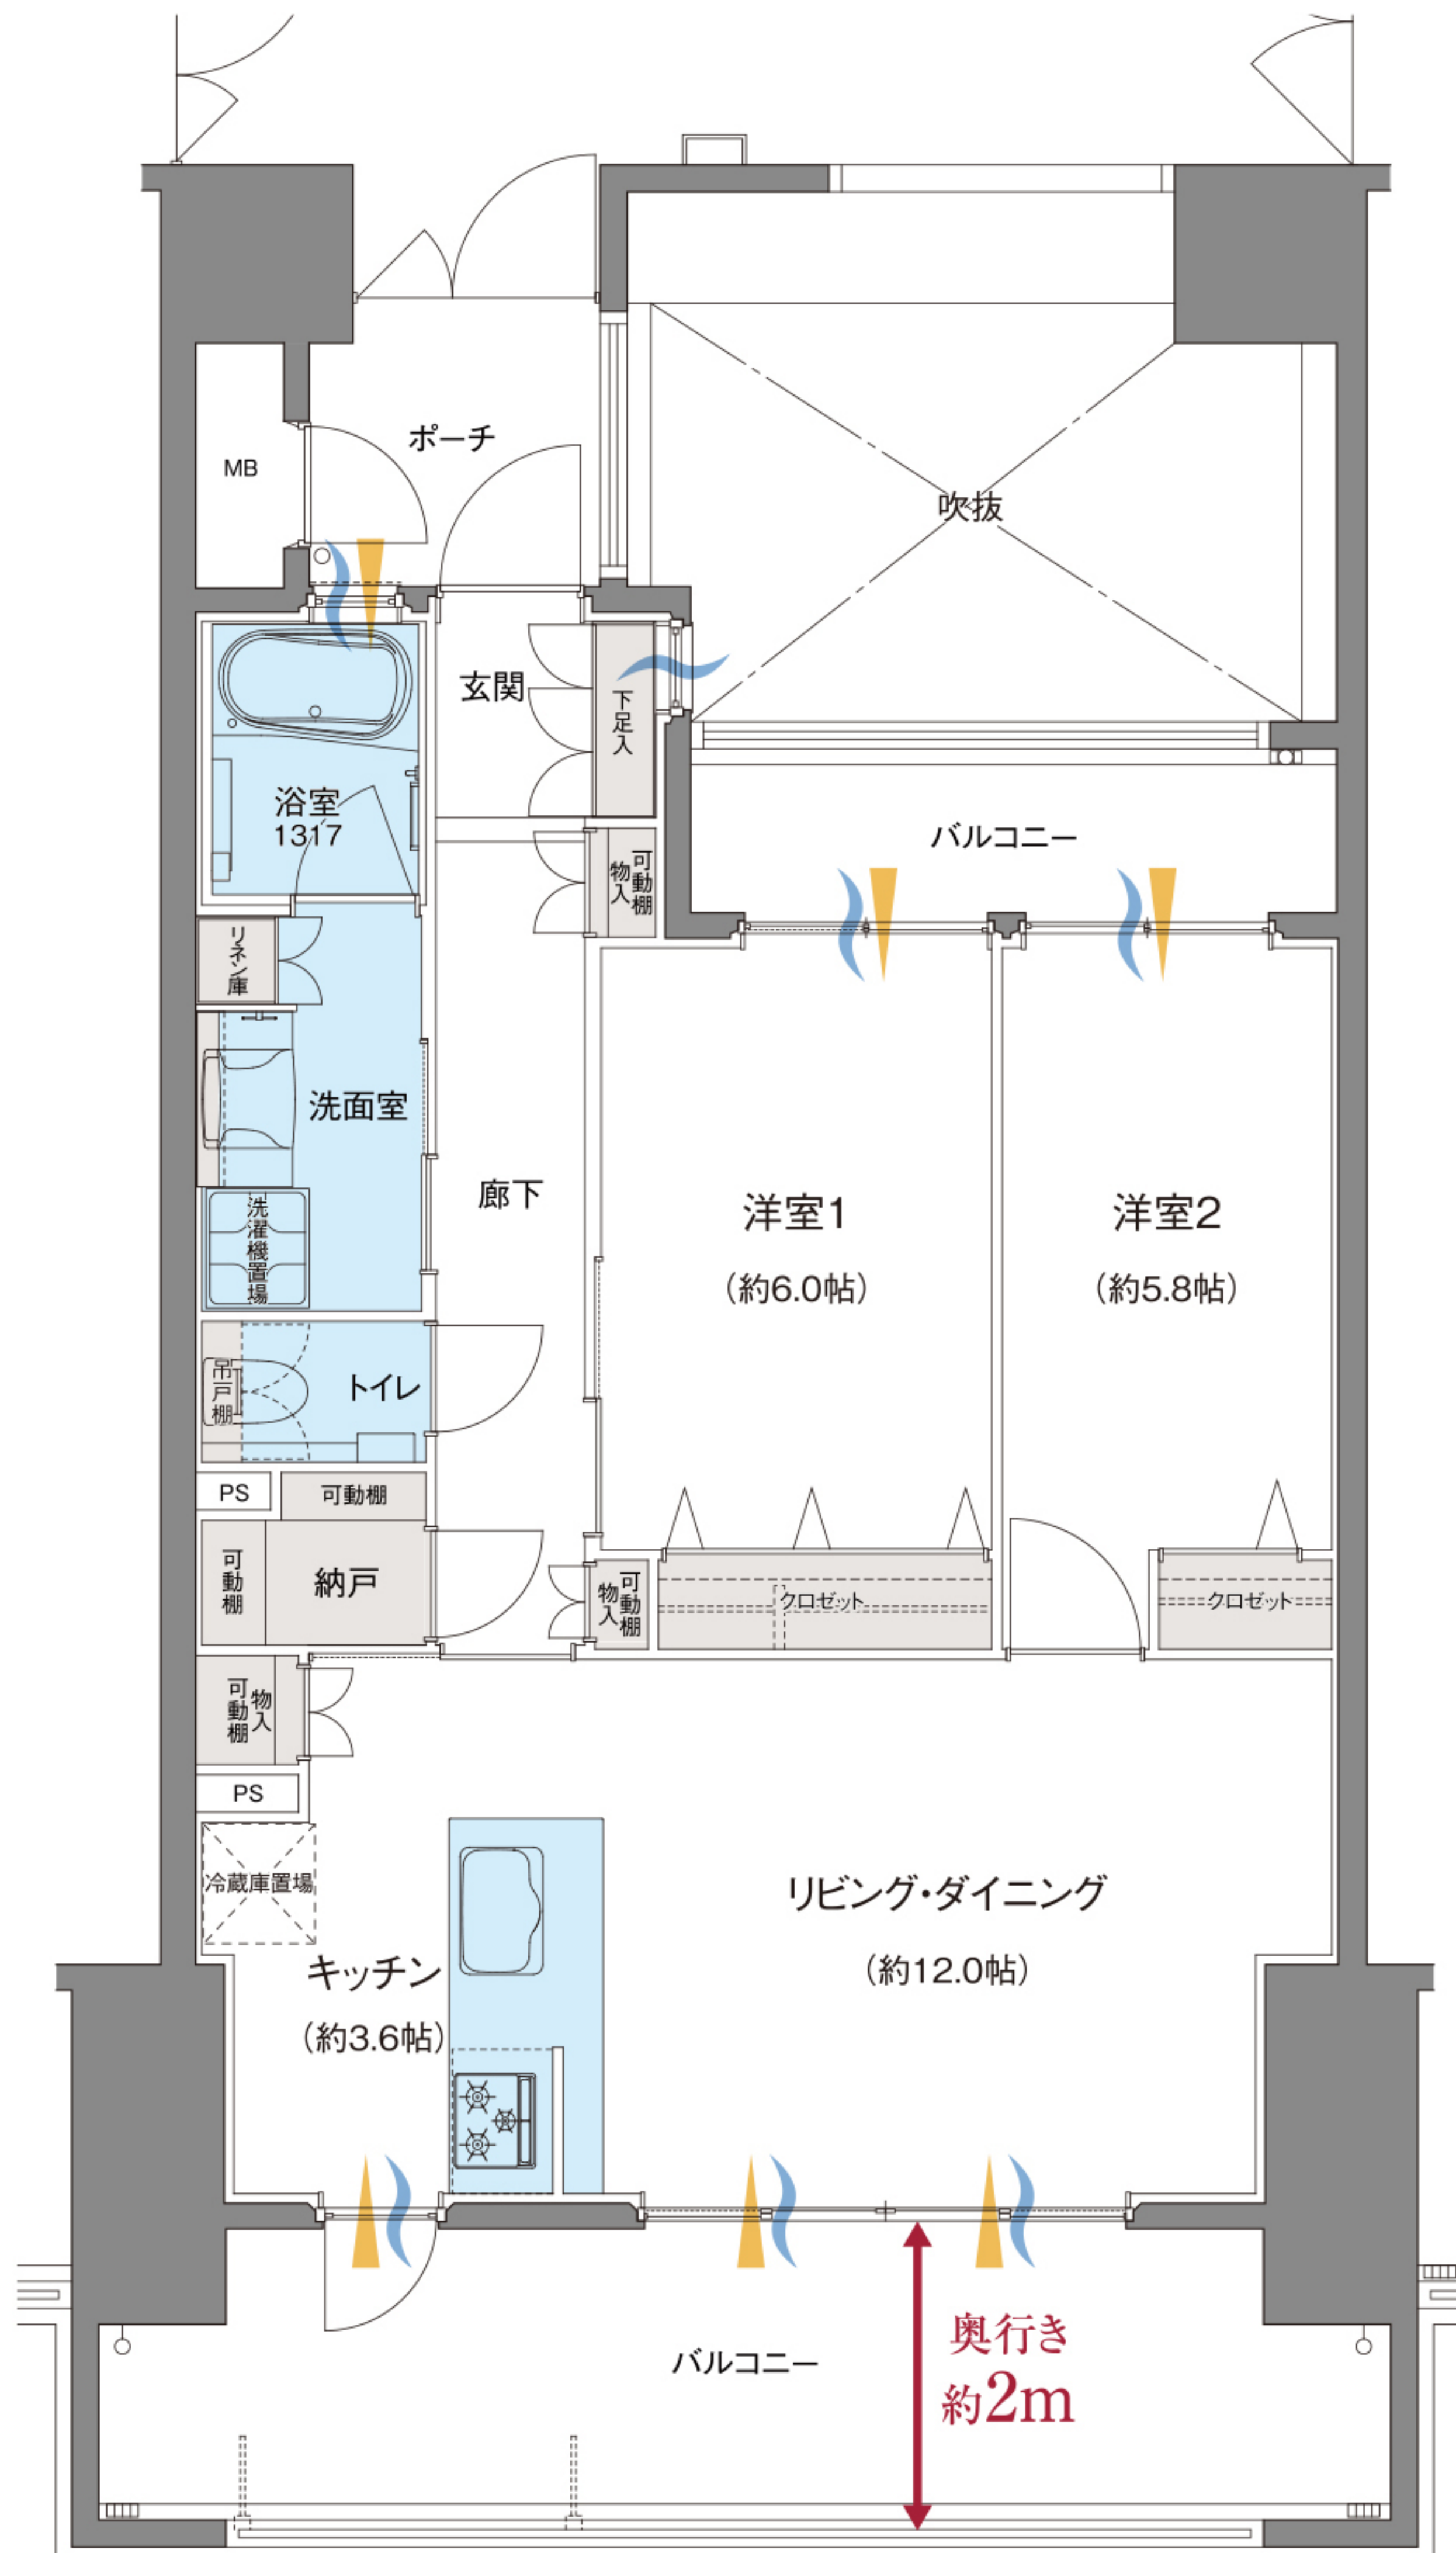 ポーチ
MB
吹抜
玄関
下足入
浴室
1317
バルコニー
物入
可動棚
リネン庫
洗面室
廊下
洋室1
(約6.0帖)
洋室2
(約5.8帖)
洗濯機置場
吊戸棚
トイレ
PS
可動棚
可動棚
納戸
物入
可動棚
クロゼット
クロゼット
可動棚
物入
PS
冷蔵庫置場
リビング・ダイニング
(約12.0帖)
キッチン
(約3.6帖)
バルコニー
奥行き
約2m